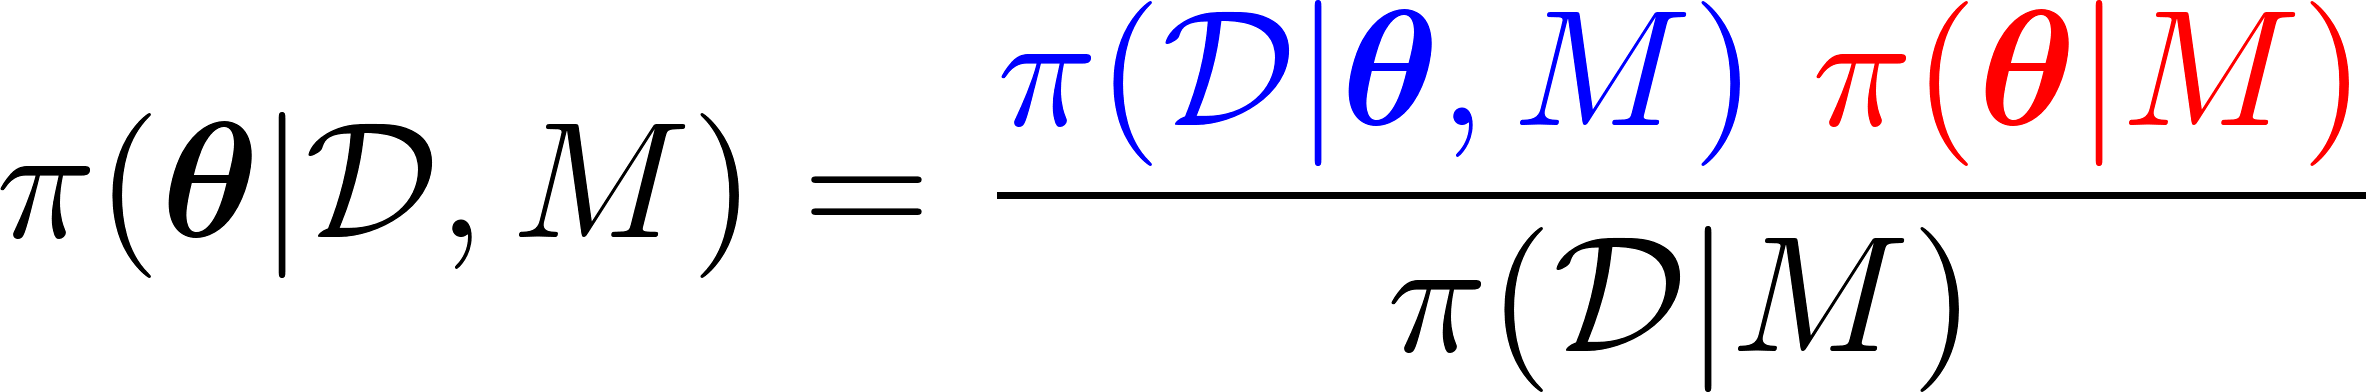 π(𝜽|𝒟, M) = π(𝒟|𝜽, M) π(𝜽|M) / π(𝒟|M)